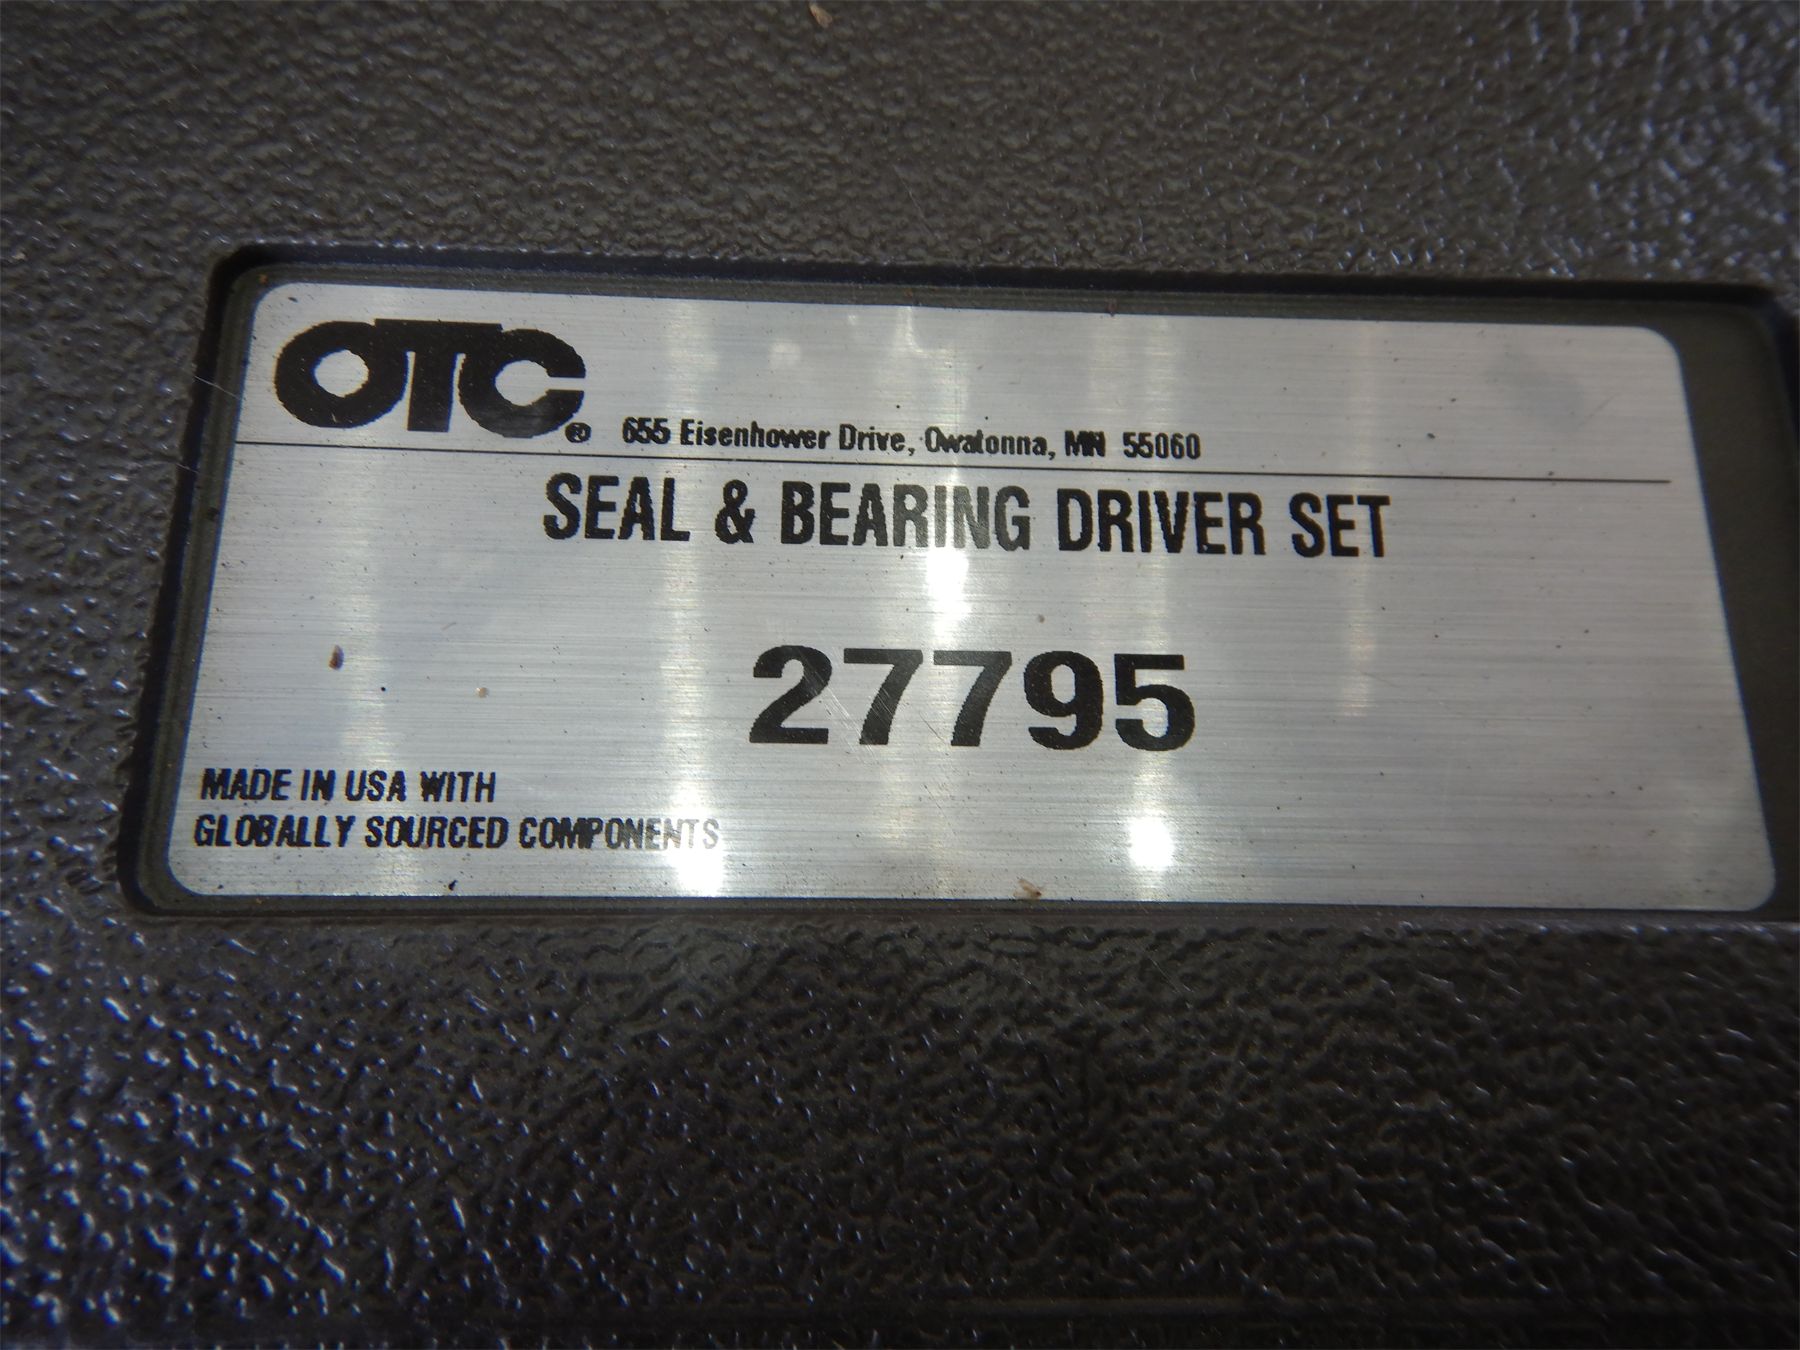 OTC® 655 Eisenhower Drive, Owatonna, MN 55060
SEAL & BEARING DRIVER SET
27795
MADE IN USA WITH
GLOBALLY SOURCED COMPONENTS